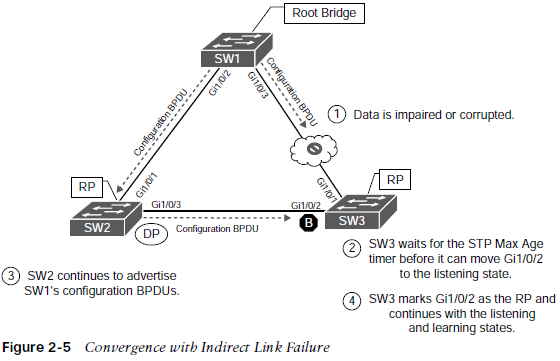 Root Bridge
SW1
Gi1/0/2
Gi1/0/3
Configuration BPDU
Configuration BPDU
1 Data is impaired or corrupted.
Gi1/0/1
Gi1/0/1
RP
RP
Gi1/0/3
Gi1/0/2
SW2
DP
Configuration BPDU
B
SW3
2 SW3 waits for the STP Max Age
timer before it can move Gi1/0/2
to the listening state.
3 SW2 continues to advertise
SW1's configuration BPDUs.
4 SW3 marks Gi1/0/2 as the RP and
continues with the listening
and learning states.
Figure 2-5 Convergence with Indirect Link Failure